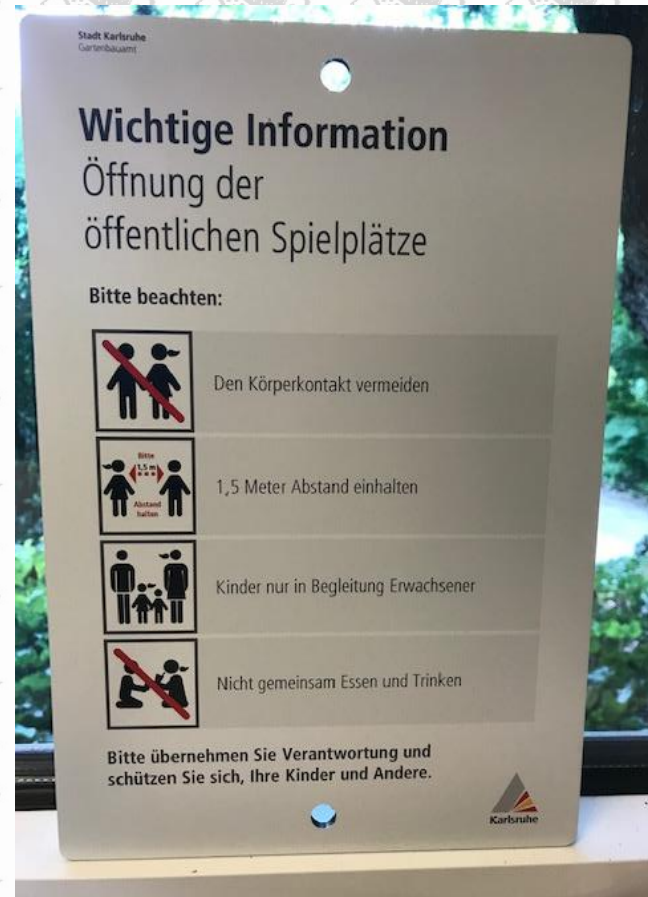 Stadt Karlsruhe
Gartenbauamt
Wichtige Information
Öffnung der
öffentlichen Spielplätze
Bitte beachten:
Den Körperkontakt vermeiden
Bitte
1,5 m
Abstand
halten
1,5 Meter Abstand einhalten
Kinder nur in Begleitung Erwachsener
Nicht gemeinsam Essen und Trinken
Bitte übernehmen Sie Verantwortung und
schützen Sie sich, Ihre Kinder und Andere.
Karlsruhe